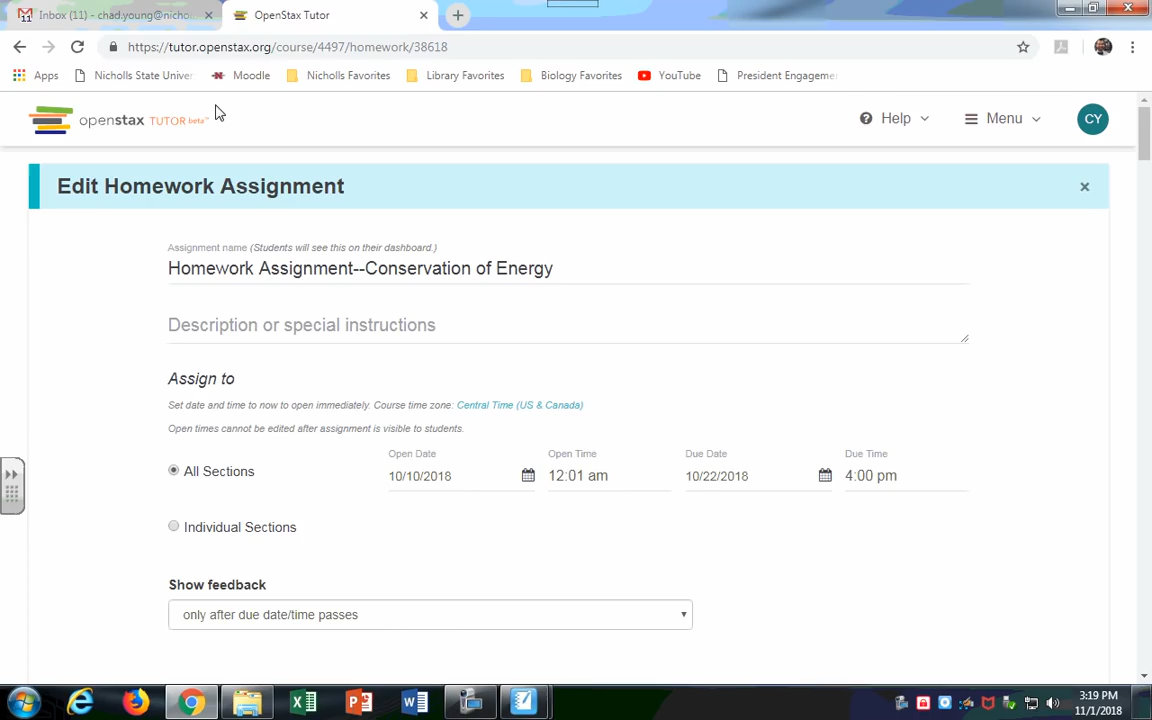 Inbox (11) - chad.young@nicho
OpenStax Tutor
https://tutor.openstax.org/course/4497/homework/38618
Apps Nicholls State Univer Moodle Nicholls Favorites Library Favorites Biology Favorites YouTube President Engageme
openstax TUTOR beta™
Help Menu CY
Edit Homework Assignment
Assignment name (Students will see this on their dashboard.)
Homework Assignment--Conservation of Energy
Description or special instructions
Assign to
Set date and time to now to open immediately. Course time zone: Central Time (US & Canada)
Open times cannot be edited after assignment is visible to students.
Open Date Open Time Due Date Due Time
All Sections 10/10/2018 12:01 am 10/22/2018 4:00 pm
Individual Sections
Show feedback
only after due date/time passes
3:19 PM
11/1/2018